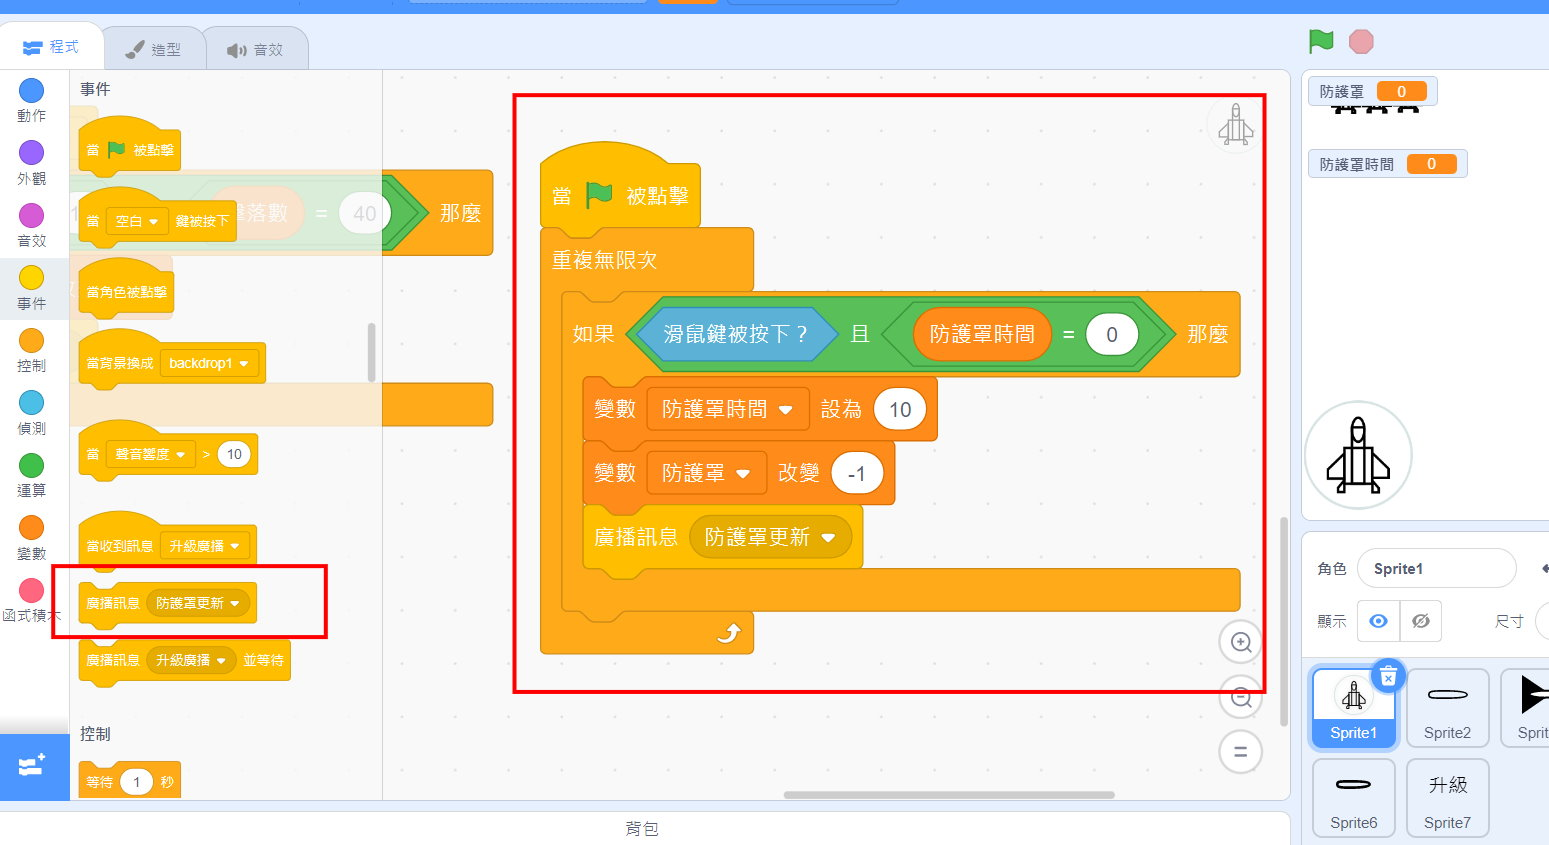 程式
造型
音效
動作
外觀
音效
事件
控制
偵測
運算
變數
函式積木
事件
當 被點擊
當 空白 鍵被按下
當角色被點擊
當背景換成 backdrop1
當 聲音響度 > 10
當收到訊息 升級廣播
廣播訊息 防護罩更新
廣播訊息 升級廣播 並等待
控制
等待 1 秒
落數 = 40 那麼
當 被點擊
重複無限次
如果 滑鼠鍵被按下? 且 防護罩時間 = 0 那麼
變數 防護罩時間 設為 10
變數 防護罩 改變 -1
廣播訊息 防護罩更新
背包
防護罩 0
防護罩時間 0
角色 Sprite1
顯示 尺寸
Sprite1
Sprite2
Sprit
Sprite6
升級
Sprite7